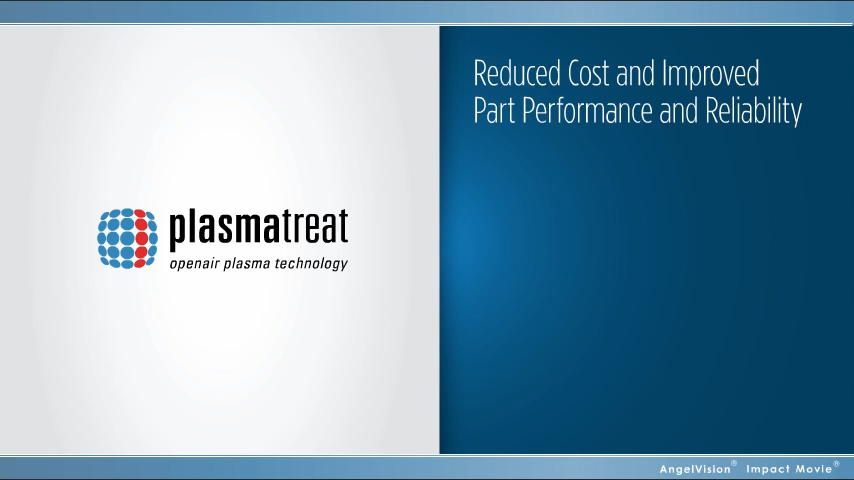 plasmatreat
openair plasma technology
Reduced Cost and Improved
Part Performance and Reliability
AngelVision® Impact Movie®